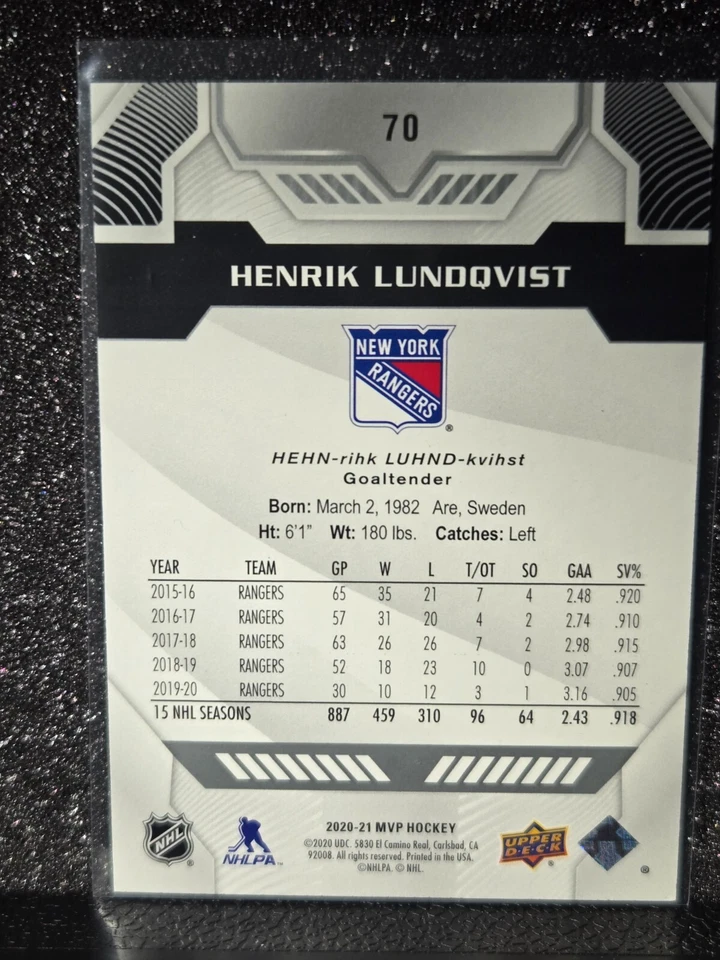 70
HENRIK LUNDQVIST
NEW YORK
RANGERS
®
HEHN-rihk LUHND-kvihst
Goaltender
Born: March 2, 1982 Are, Sweden
Ht: 6'1" Wt: 180 lbs. Catches: Left
YEAR TEAM GP W L T/OT SO GAA SV%
2015-16 RANGERS 65 35 21 7 4 2.48 .920
2016-17 RANGERS 57 31 20 4 2 2.74 .910
2017-18 RANGERS 63 26 26 7 2 2.98 .915
2018-19 RANGERS 52 18 23 10 0 3.07 .907
2019-20 RANGERS 30 10 12 3 1 3.16 .905
15 NHL SEASONS 887 459 310 96 64 2.43 .918
NHL ®
NHLPA™
2020-21 MVP HOCKEY
©2020 UDC. 5830 El Camino Real, Carlsbad, CA
92008. All rights reserved. Printed in the USA.
©NHLPA. © NHL.
UPPER
DECK ®
®